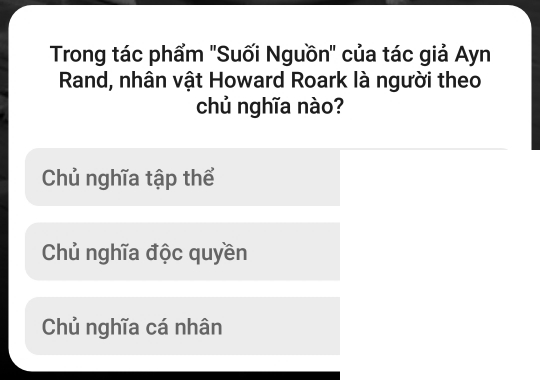 Trong tác phẩm "Suối Nguồn" của tác giả Ayn
Rand, nhân vật Howard Roark là người theo
chủ nghĩa nào?
Chủ nghĩa tập thể
Chủ nghĩa độc quyền
Chủ nghĩa cá nhân